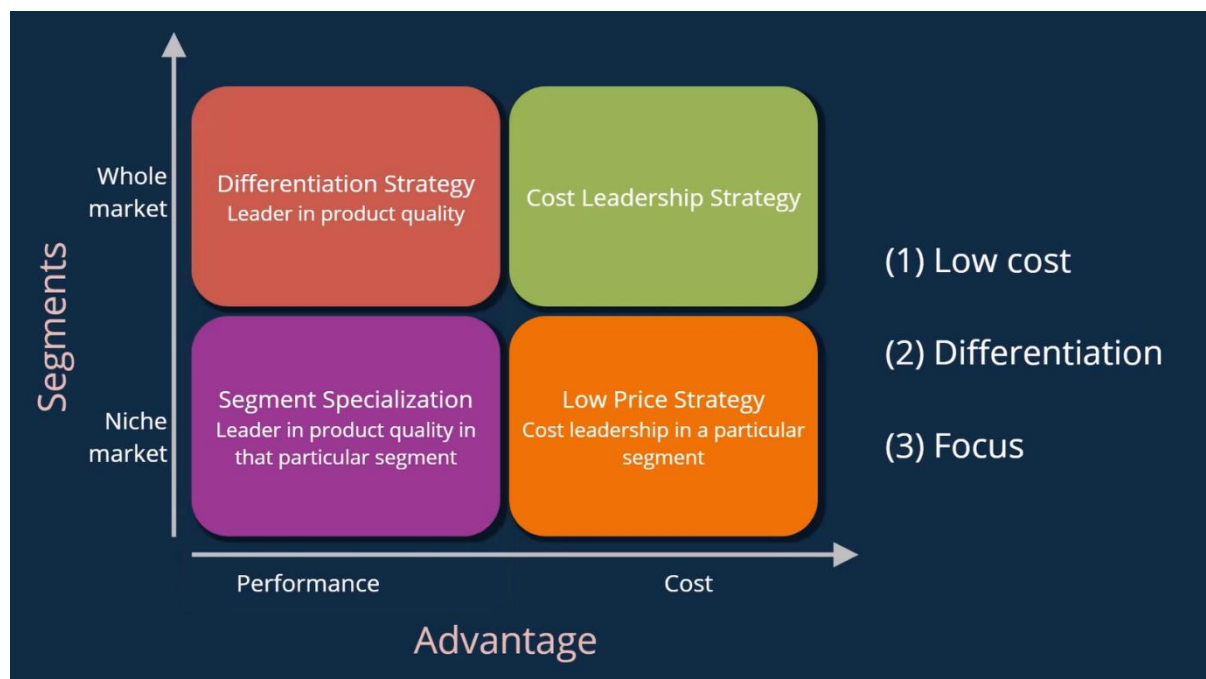 Segments
Whole
market
Differentiation Strategy
Leader in product quality
Cost Leadership Strategy
Niche
market
Segment Specialization
Leader in product quality in
that particular segment
Low Price Strategy
Cost leadership in a particular
segment
Performance
Cost
Advantage
(1) Low cost
(2) Differentiation
(3) Focus